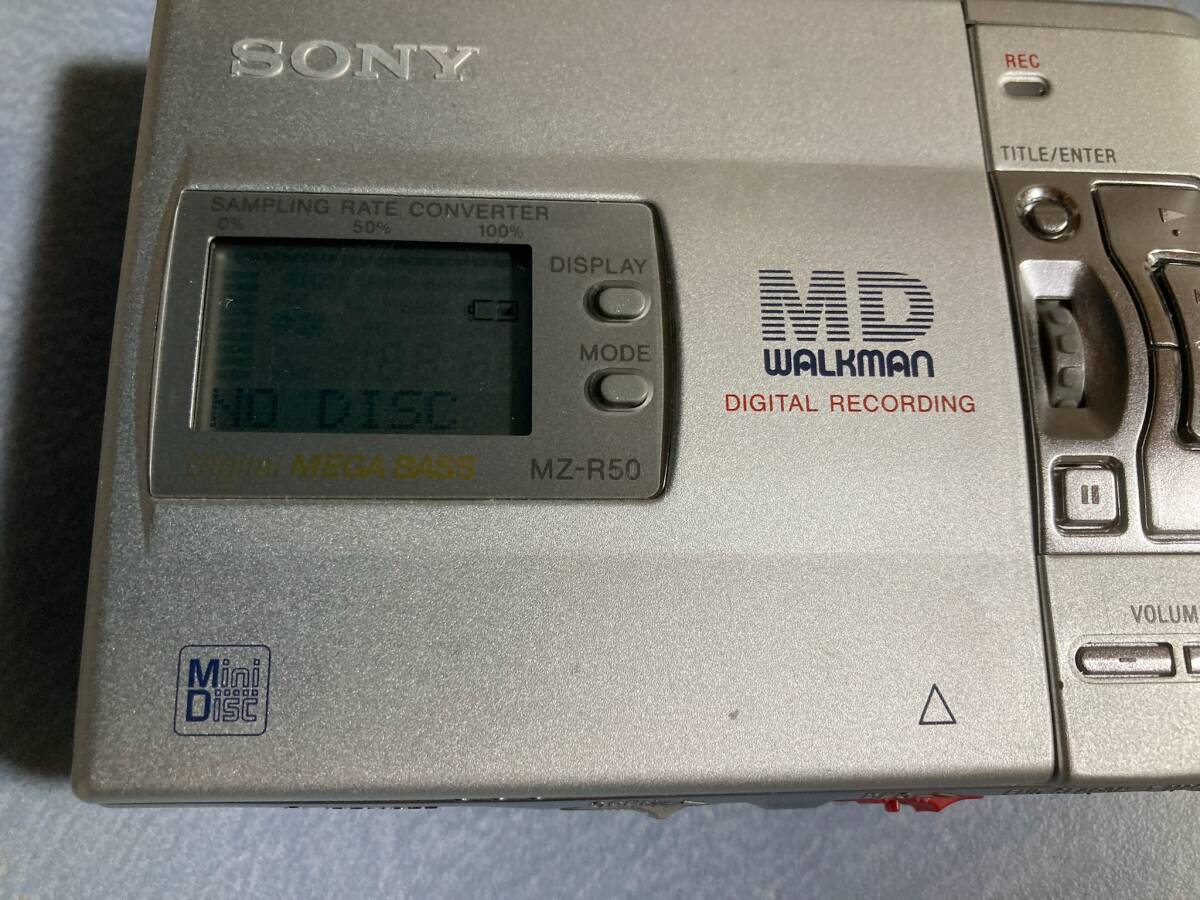 SONY
REC
TITLE/ENTER
SAMPLING RATE CONVERTER
0% 50% 100%
DISPLAY
MODE
NO DISC
Digital MEGA BASS
MZ-R50
MD
WALKMAN
DIGITAL RECORDING
VOLUM
-
Mini
Disc